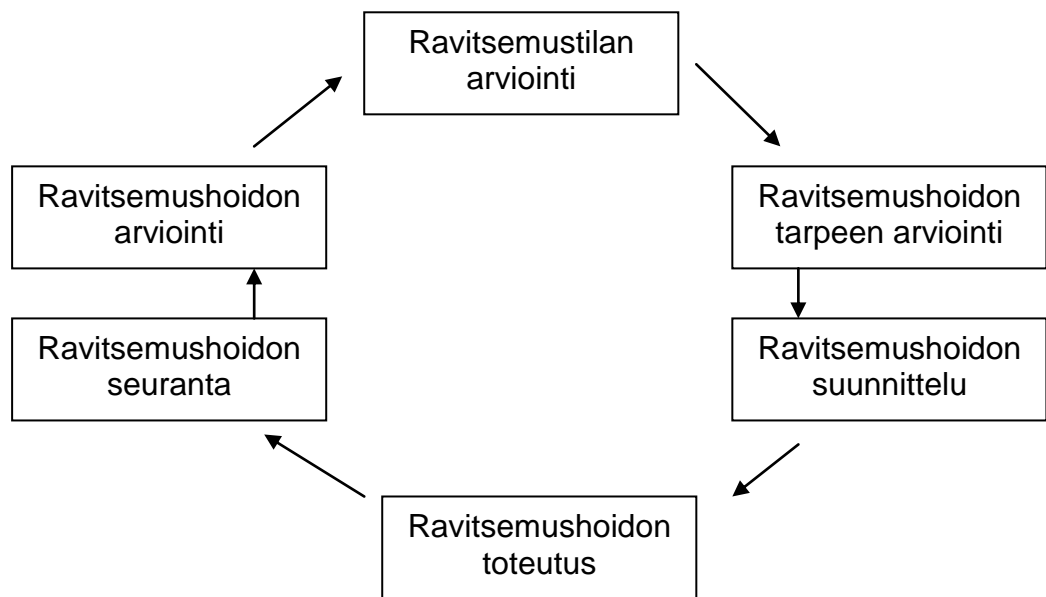 Ravitsemustilan
arviointi
Ravitsemushoidon
tarpeen arviointi
Ravitsemushoidon
suunnittelu
Ravitsemushoidon
toteutus
Ravitsemushoidon
seuranta
Ravitsemushoidon
arviointi